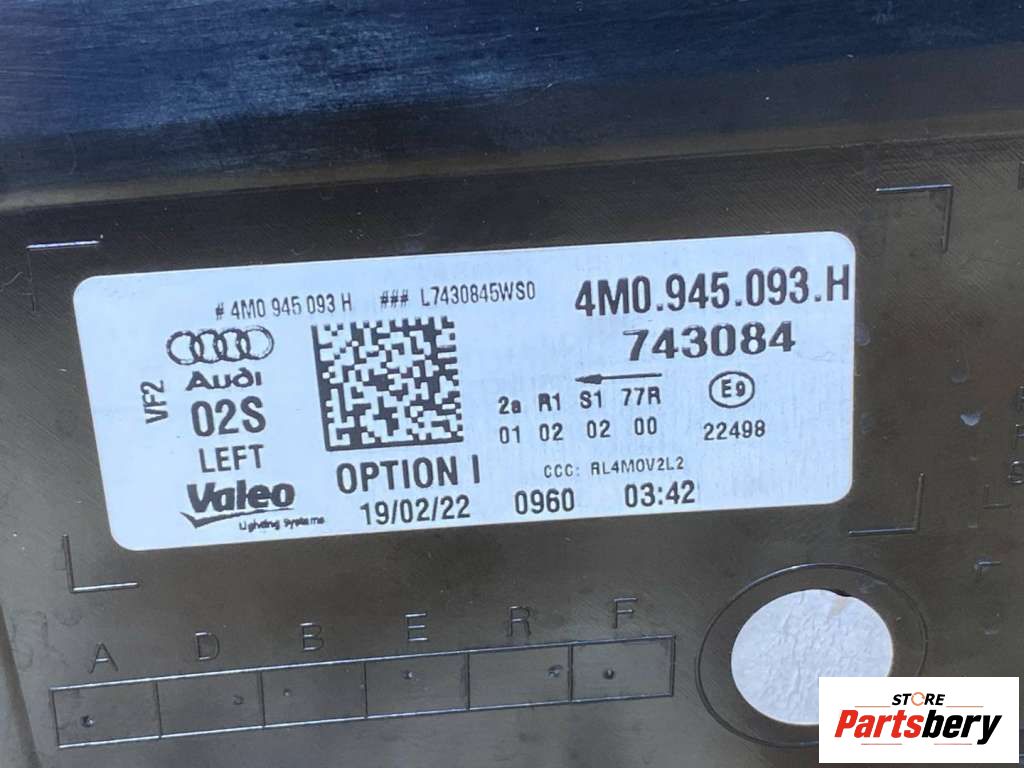 # 4M0 945 093 H ### L7430845WS0
4M0.945.093.H
743084
Audi
VF2
02S
LEFT
Valeo
Lighting Systems
OPTION I
19/02/22
2a R1 S1 77R
01 02 02 00
E9
22498
CCC: RL4M0V2L2
0960 03:42
A D B E R F
STORE
Partsbery